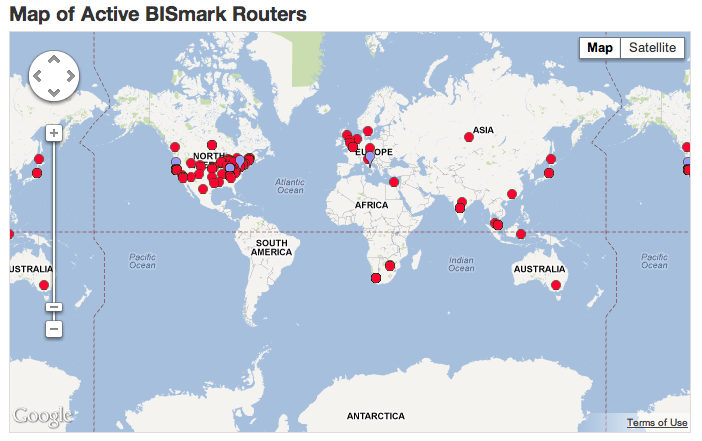 Map of Active BISmark Routers
Map
Satellite
ASIA
NORTH
EUROPE
Atlantic
Ocean
AFRICA
SOUTH
AMERICA
Pacific
Ocean
Indian
Ocean
Pacific
Ocean
USTRALIA
AUSTRALIA
ANTARCTICA
Google
Terms of Use